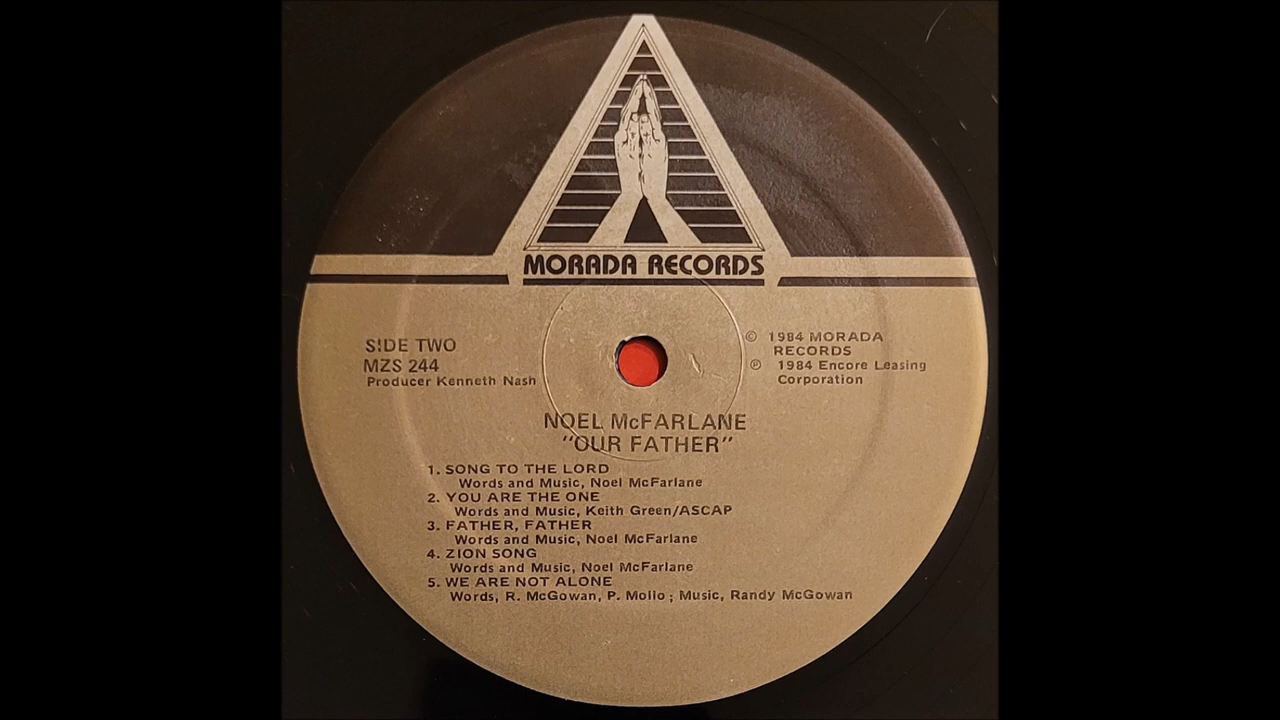 MORADA RECORDS
SIDE TWO
MZS 244
Producer Kenneth Nash
© 1984 MORADA
RECORDS
℗ 1984 Encore Leasing
Corporation
NOEL McFARLANE
"OUR FATHER"
1. SONG TO THE LORD
Words and Music, Noel McFarlane
2. YOU ARE THE ONE
Words and Music, Keith Green/ASCAP
3. FATHER, FATHER
Words and Music, Noel McFarlane
4. ZION SONG
Words and Music, Noel McFarlane
5. WE ARE NOT ALONE
Words, R. McGowan, P. Mollo ; Music, Randy McGowan